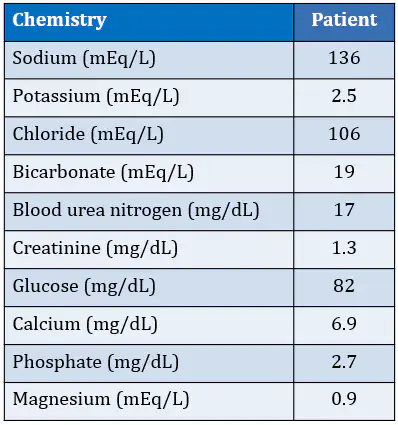 Chemistry Patient
Sodium (mEq/L) 136
Potassium (mEq/L) 2.5
Chloride (mEq/L) 106
Bicarbonate (mEq/L) 19
Blood urea nitrogen (mg/dL) 17
Creatinine (mg/dL) 1.3
Glucose (mg/dL) 82
Calcium (mg/dL) 6.9
Phosphate (mg/dL) 2.7
Magnesium (mEq/L) 0.9